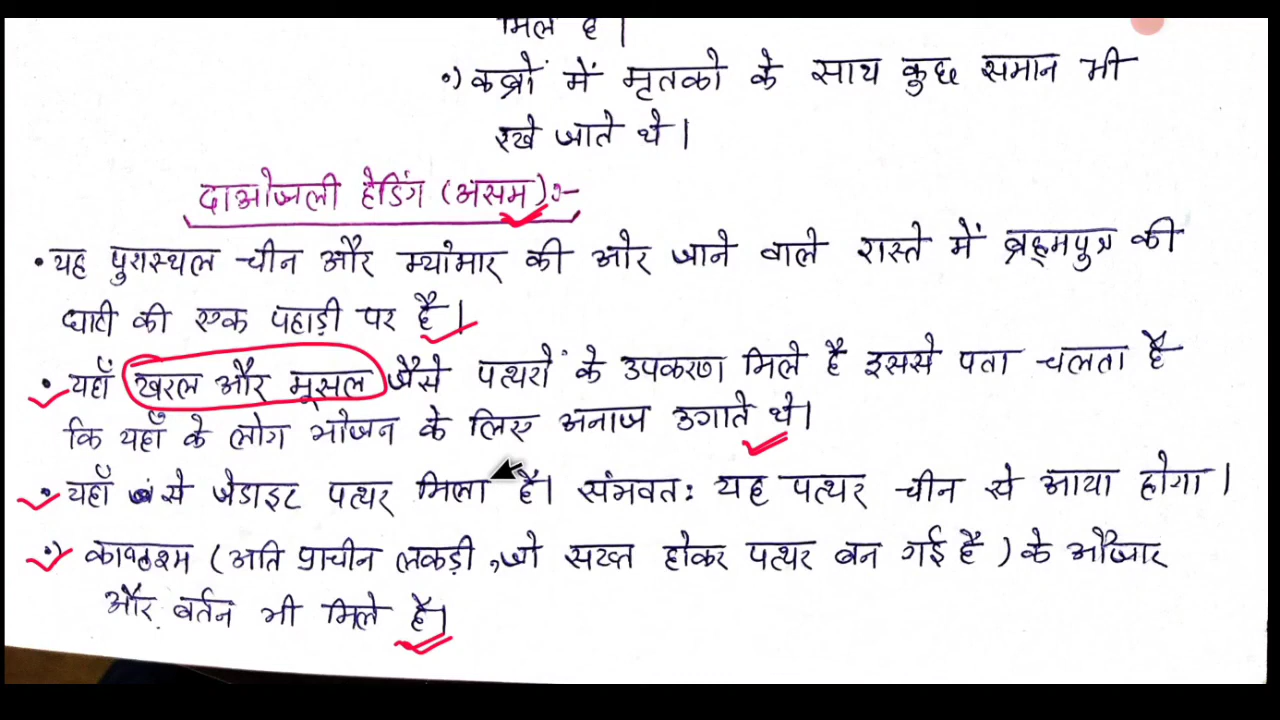 मिले है।
•) कब्रों में मृतको के साथ कुछ समान भी
रखे जाते थे।
दाओजली हेडिंग (असम):-
• यह पुरास्थल चीन और म्यांमार की ओर जाने वाले रास्ते में ब्रह्मपुत्र की
घाटी की एक पहाड़ी पर है।
• यहाँ खरल और मूसल जैसे पत्थरों के उपकरण मिले है इससे पता चलता है
कि यहाँ के लोग भोजन के लिए अनाज उगाते थे।
• यहाँ से जेडाइट पत्थर मिला है। संभवतः यह पत्थर चीन से आया होगा।
•) काष्ठाश्म (अति प्राचीन लकड़ी, जो सख्त होकर पत्थर बन गई है) के औजार
और बर्तन भी मिले है।